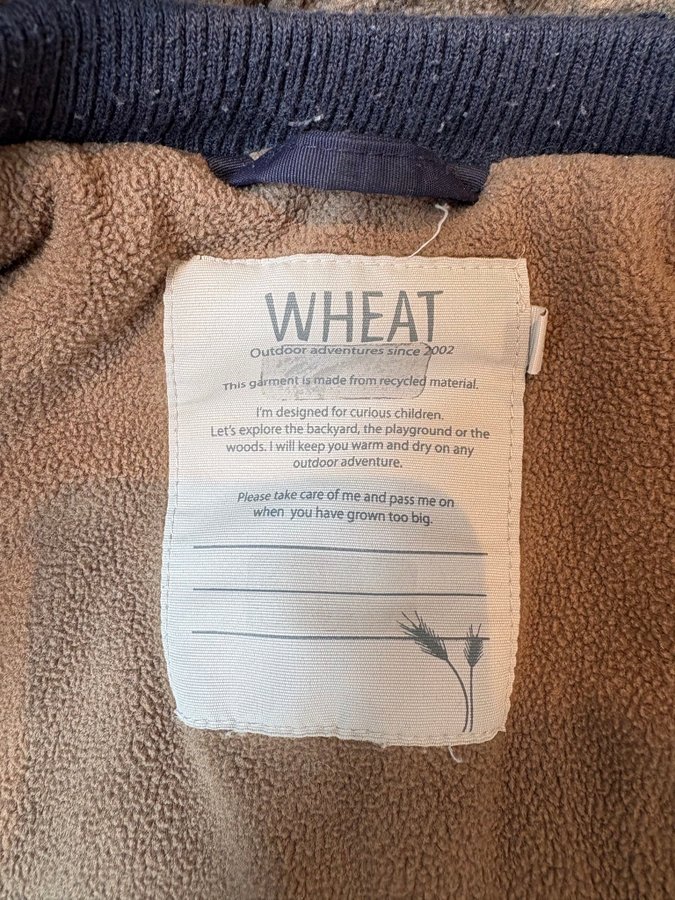 WHEAT
Outdoor adventures since 2002
This garment is made from recycled material.
I'm designed for curious children.
Let's explore the backyard, the playground or the
woods. I will keep you warm and dry on any
outdoor adventure.
Please take care of me and pass me on
when you have grown too big.